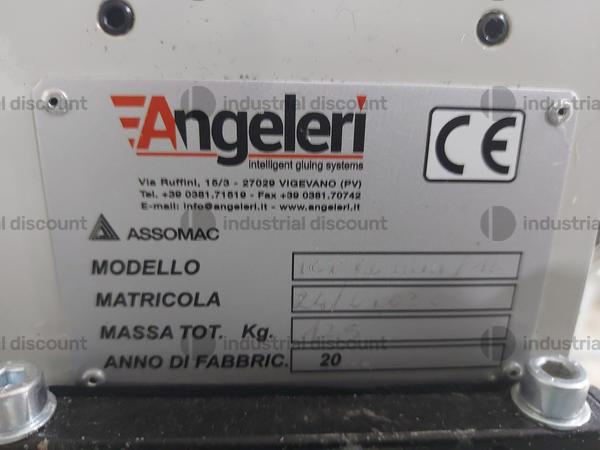 Angeleri
intelligent gluing systems
CE
Via Ruffini, 15/3 - 27029 VIGEVANO (PV)
Tel. +39 0381.71619 - Fax +39 0381.70742
E-mail: info@angeleri.it - www.angeleri.it
ASSOMAC
MODELLO
MATRICOLA
MASSA TOT. Kg. 125
ANNO DI FABBRIC. 20
industrial discount